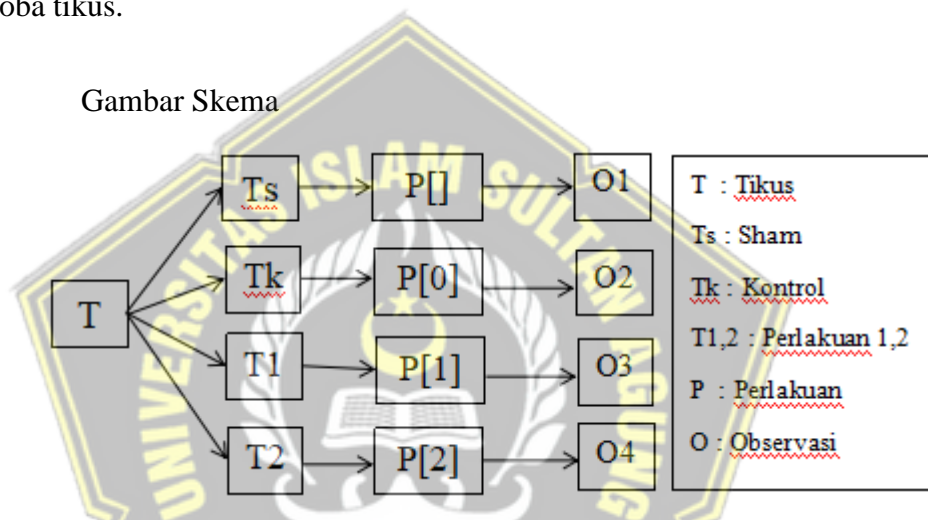 oba tikus.
Gambar Skema
Ts P[] O1
Tk P[0] O2
T
T1 P[1] O3
T2 P[2] O4
T : Tikus
Ts : Sham
Tk : Kontrol
T1,2 : Perlakuan 1,2
P : Perlakuan
O : Observasi
UNIVERSITAS ISLAM SULTAN AGUNG